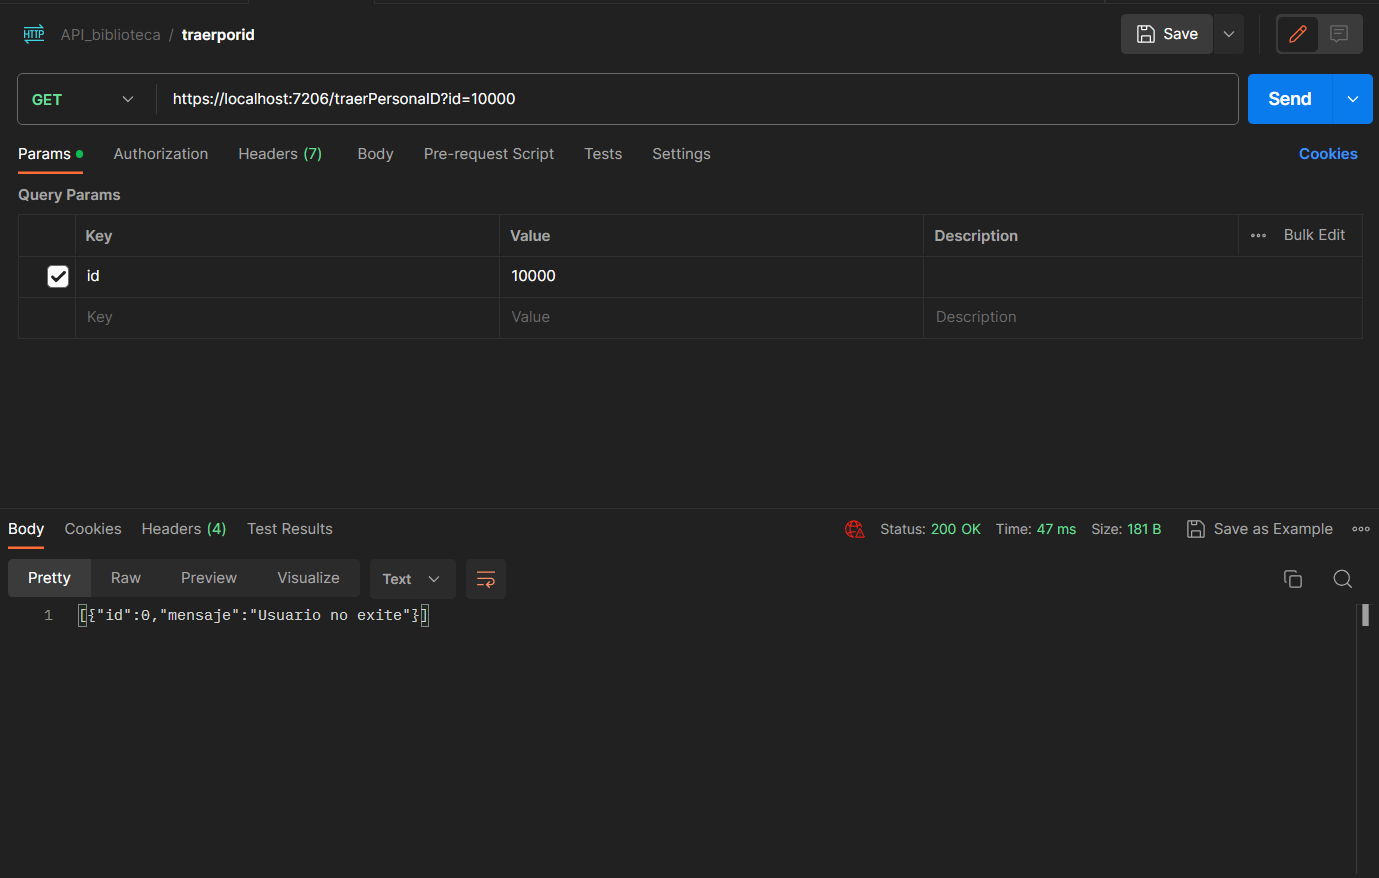 HTTP API_biblioteca / traerporid Save
GET https://localhost:7206/traerPersonaID?id=10000 Send
Params Authorization Headers (7) Body Pre-request Script Tests Settings Cookies
Query Params
Key Value Description Bulk Edit
id 10000
Key Value Description
Body Cookies Headers (4) Test Results Status: 200 OK Time: 47 ms Size: 181 B Save as Example
Pretty Raw Preview Visualize Text
1 [{"id":0,"mensaje":"Usuario no exite"}]